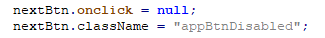 nextBtn.onclick = null;
nextBtn.className = "appBtnDisabled";